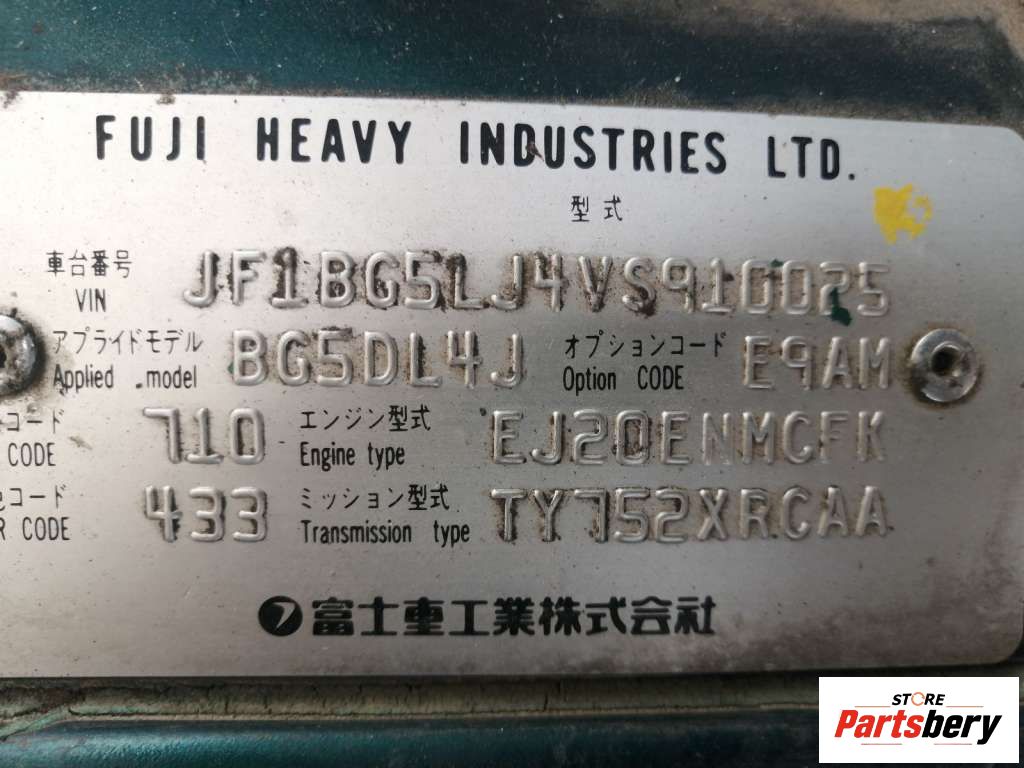 FUJI HEAVY INDUSTRIES LTD.
型式
車台番号
VIN
JF1BG5LJ4VS910025
アプライドモデル
Applied model
BG5DL4J
オプションコード
Option CODE
E9AM
コード
CODE
710
エンジン型式
Engine type
EJ20ENMCFK
コード
R CODE
433
ミッション型式
Transmission type
TY752XRCAA
富士重工業株式会社
STORE
Partsbery